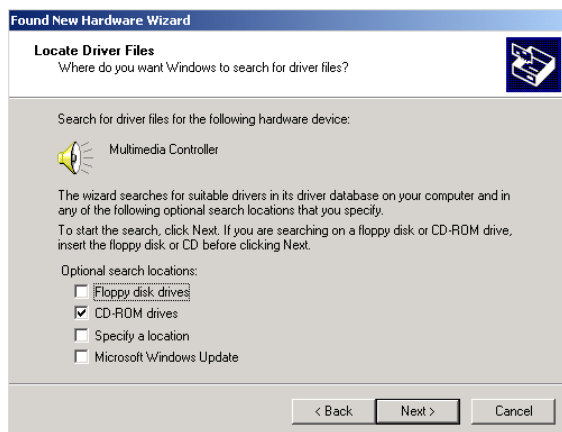 Found New Hardware Wizard
Locate Driver Files
Where do you want Windows to search for driver files?
Search for driver files for the following hardware device:
Multimedia Controller
The wizard searches for suitable drivers in its driver database on your computer and in
any of the following optional search locations that you specify.
To start the search, click Next. If you are searching on a floppy disk or CD-ROM drive,
insert the floppy disk or CD before clicking Next.
Optional search locations:
Floppy disk drives
CD-ROM drives
Specify a location
Microsoft Windows Update
< Back Next > Cancel